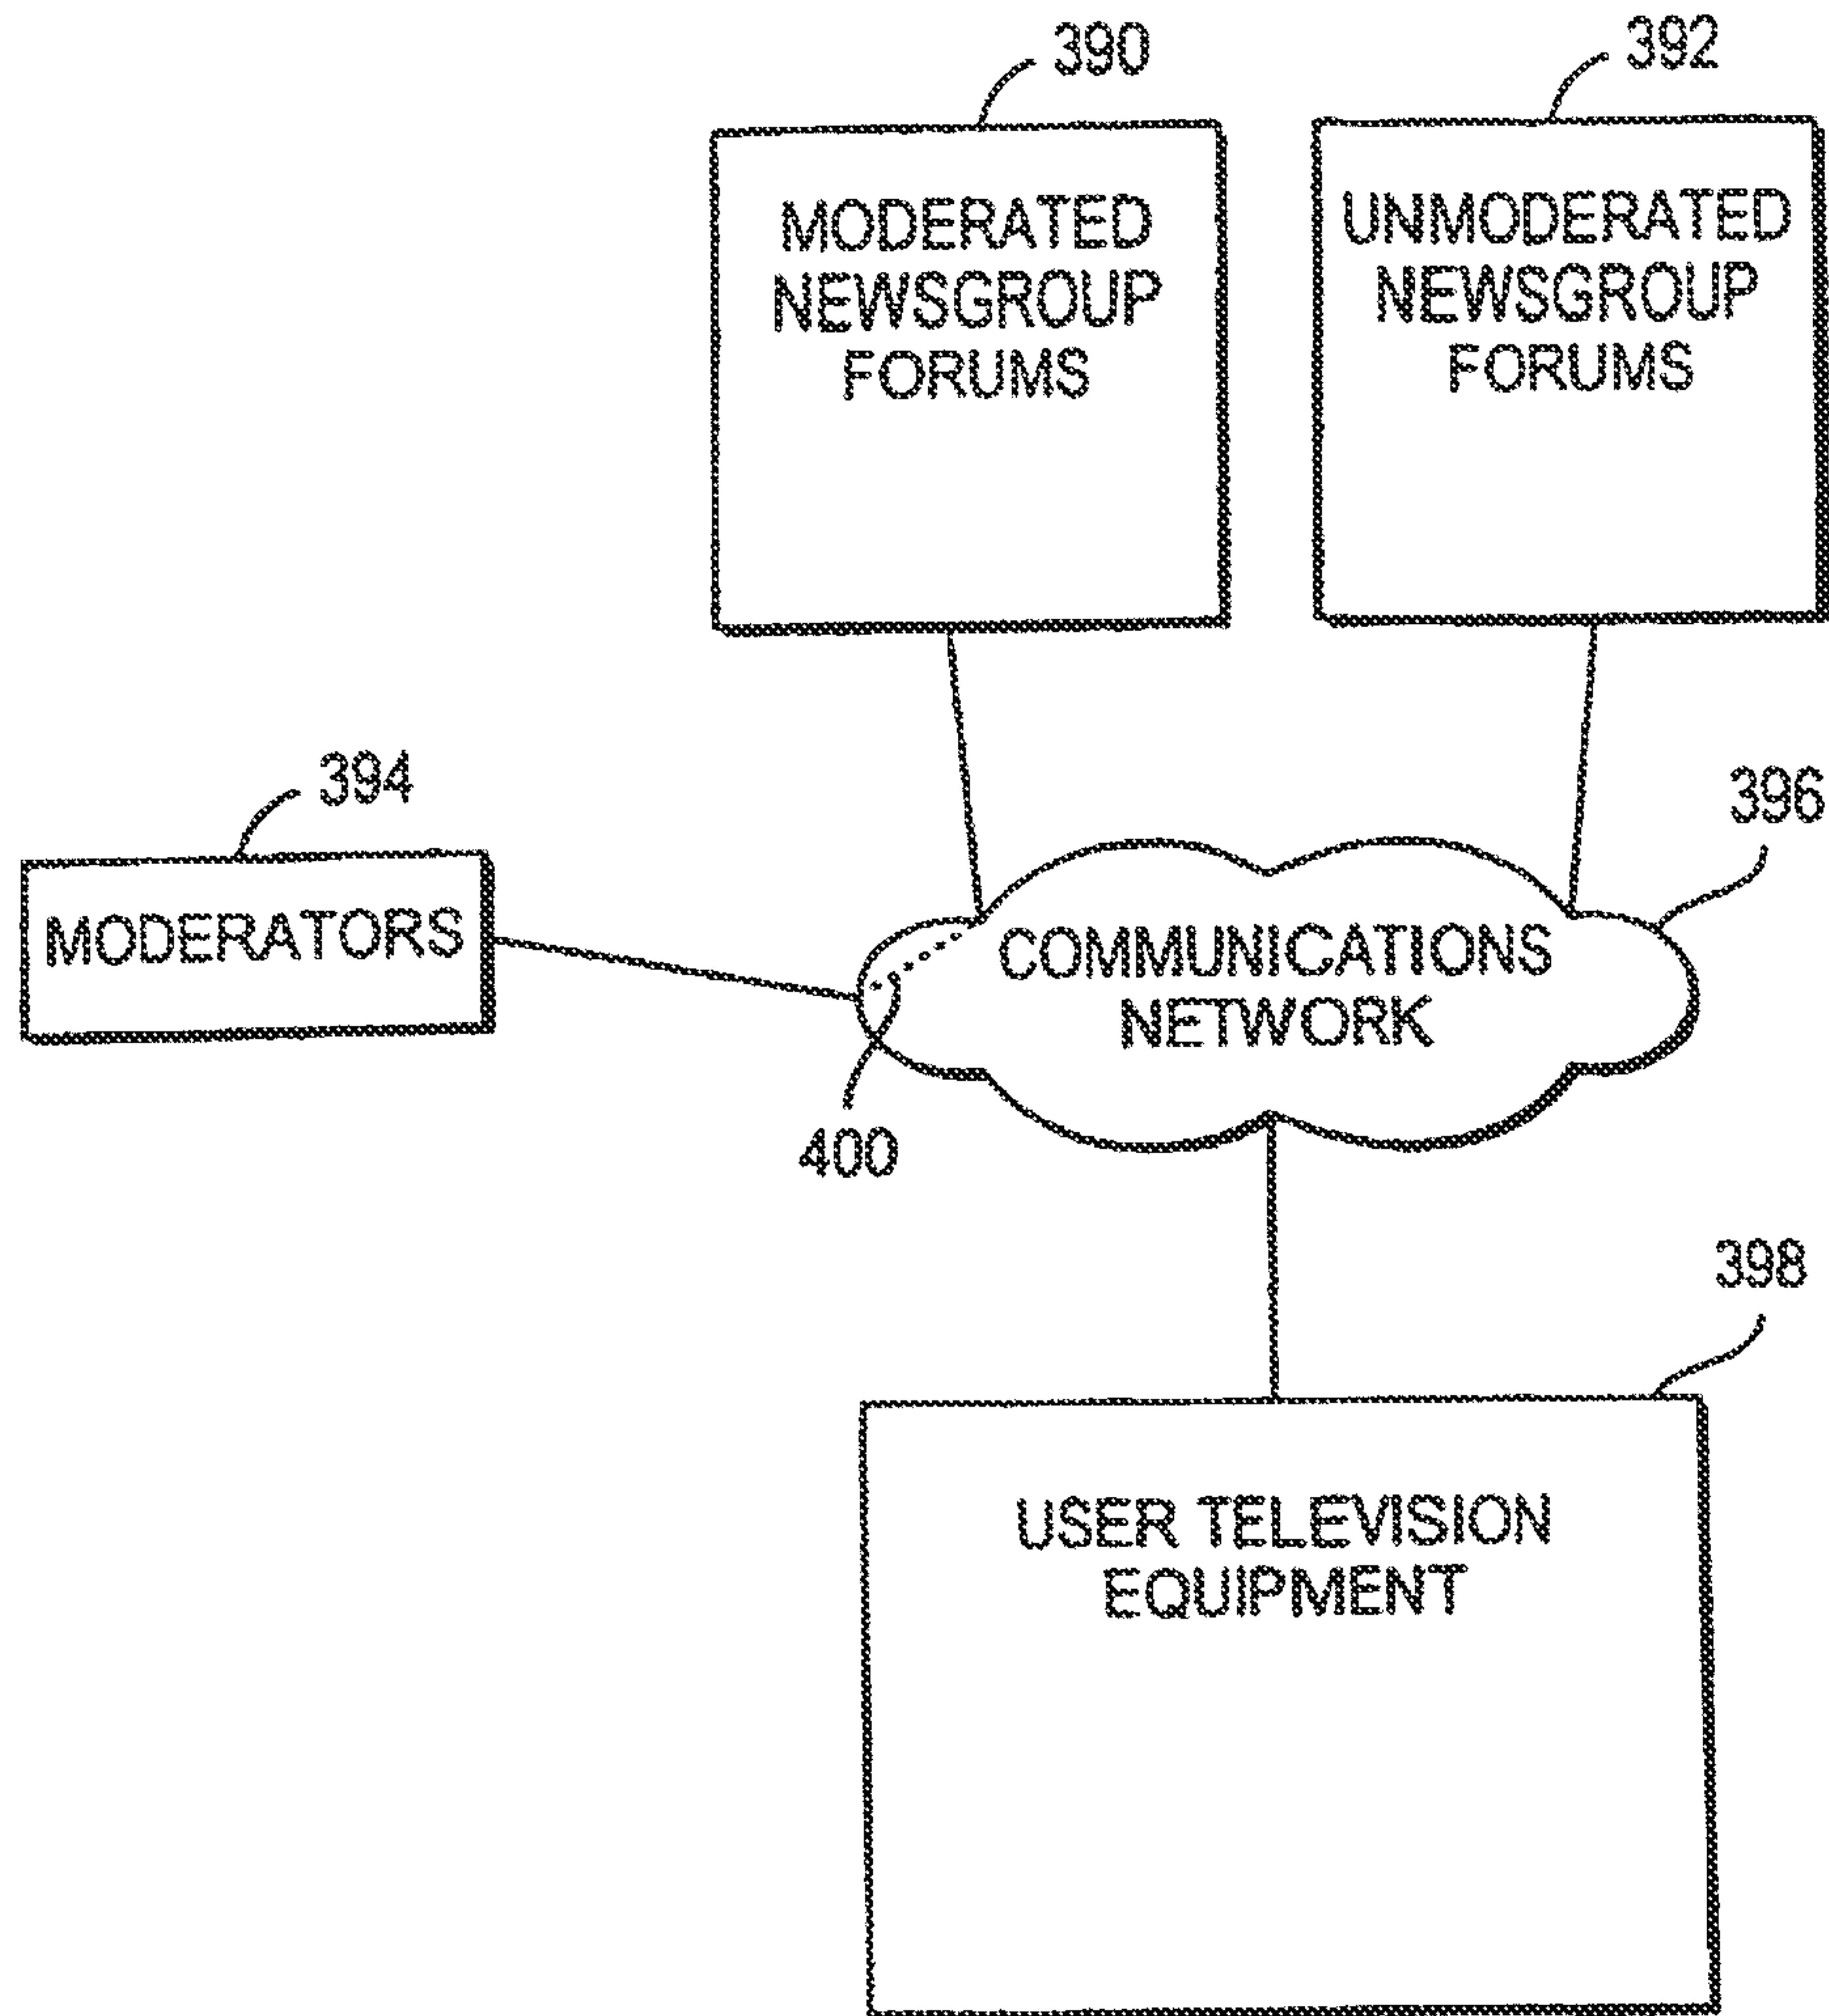 390
392
MODERATED
NEWSGROUP
FORUMS
UNMODERATED
NEWSGROUP
FORUMS
394
396
MODERATORS
COMMUNICATIONS
NETWORK
400
398
USER TELEVISION
EQUIPMENT